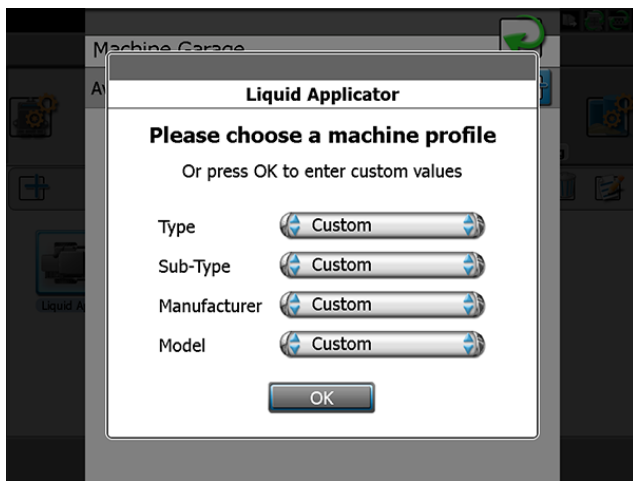 Machine Garage
Liquid Applicator
Please choose a machine profile
Or press OK to enter custom values
Type Custom
Sub-Type Custom
Manufacturer Custom
Model Custom
OK